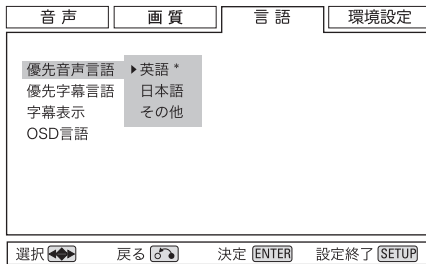 音声 画質 言語 環境設定
優先音声言語 ▶英語 *
優先字幕言語 日本語
字幕表示 その他
OSD言語
選択 戻る 決定 ENTER 設定終了 SETUP